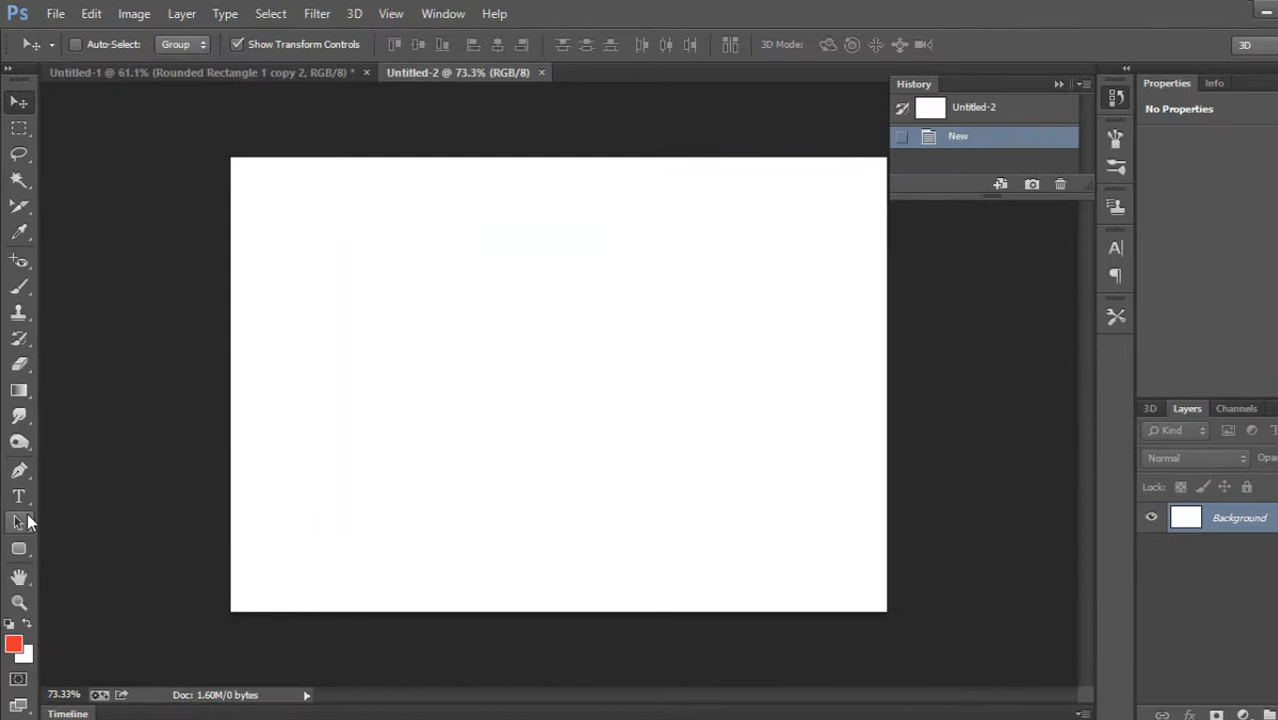 Ps File Edit Image Layer Type Select Filter 3D View Window Help
Auto-Select: Group Show Transform Controls 3D Mode: 3D
Untitled-1 @ 61.1% (Rounded Rectangle 1 copy 2, RGB/8) * × Untitled-2 @ 73.3% (RGB/8) ×
History
Untitled-2
New
Properties Info
No Properties
3D Layers Channels
Kind
Normal Opa
Lock:
Background
73.33% Doc: 1.60M/0 bytes
Timeline